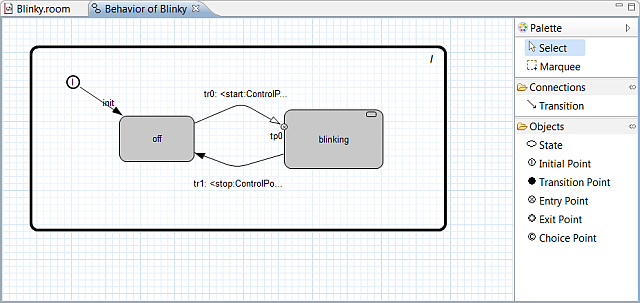 Blinky.room
Behavior of Blinky
/
I
init
tr0: <start:ControlP...
off
tp0
blinking
tr1: <stop:ControlPo...
Palette
Select
Marquee
Connections
Transition
Objects
State
Initial Point
Transition Point
Entry Point
Exit Point
Choice Point